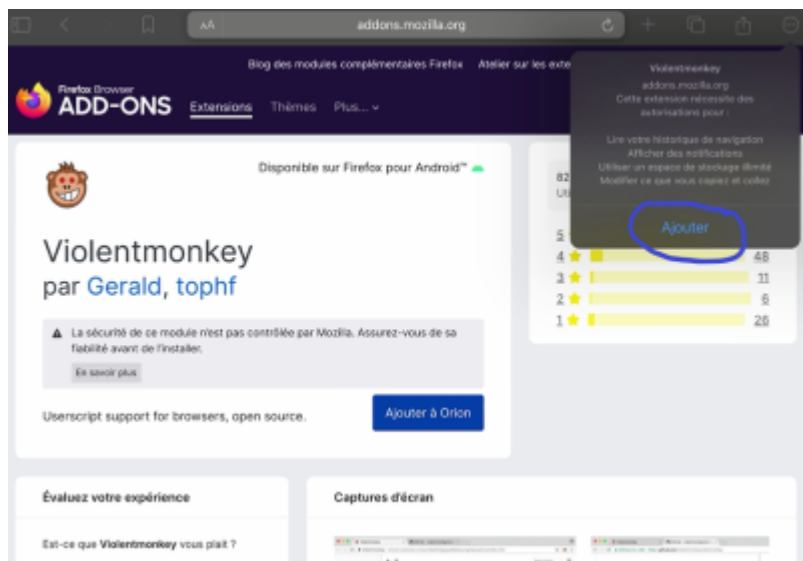 AA
addons.mozilla.org
Blog des modules complémentaires Firefox Atelier sur les exte
Firefox Browser
ADD-ONS
Extensions Thèmes Plus...
Violentmonkey
addons.mozilla.org
Cette extension nécessite des
autorisations pour :
Lire votre historique de navigation
Afficher des notifications
Utiliser un espace de stockage illimité
Modifier ce que vous copiez et collez
Ajouter
Disponible sur Firefox pour Android™
Violentmonkey
par Gerald, tophf
La sécurité de ce module n'est pas contrôlée par Mozilla. Assurez-vous de sa
fiabilité avant de l'installer.
En savoir plus
Userscript support for browsers, open source.
Ajouter à Orion
82
Uti
5
4 48
3 11
2 6
1 26
Évaluez votre expérience
Est-ce que Violentmonkey vous plaît ?
Captures d'écran